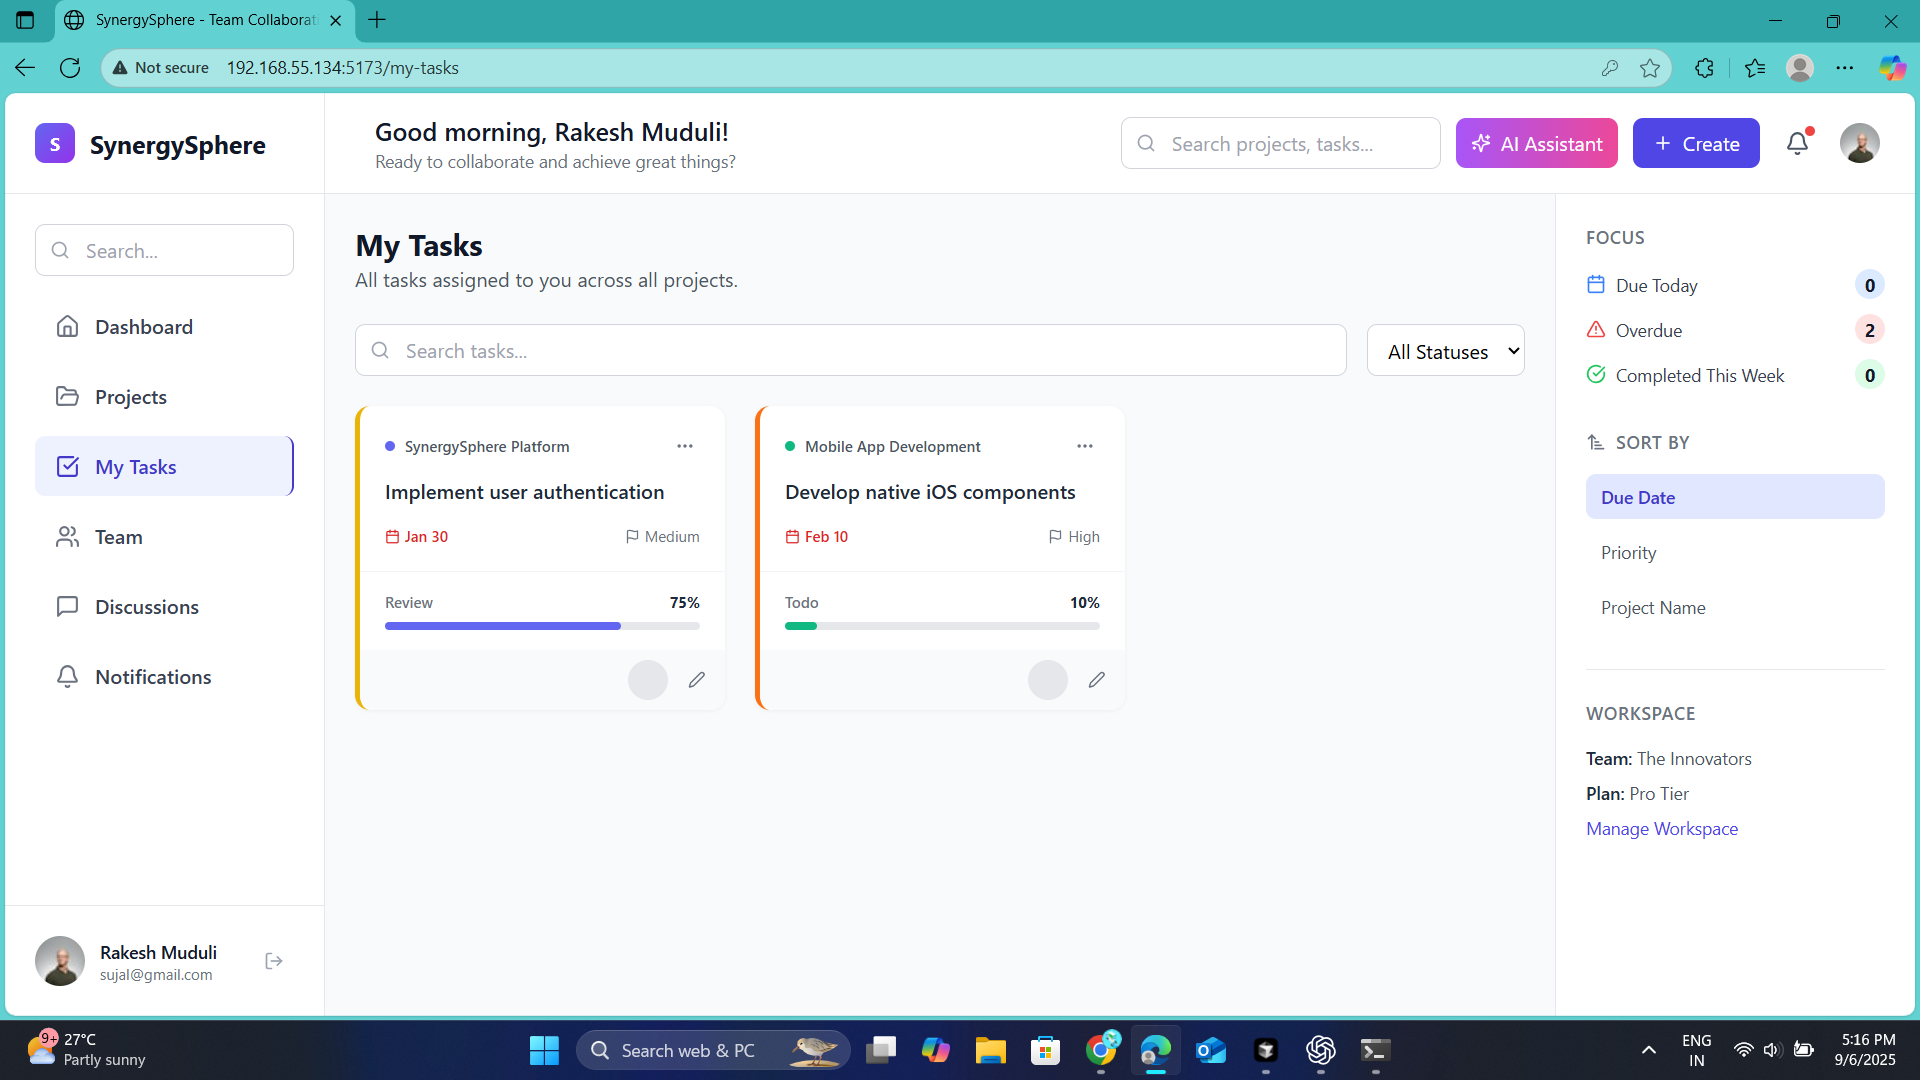 SynergySphere - Team Collaborati
Not secure
192.168.55.134:5173/my-tasks
S
SynergySphere
Good morning, Rakesh Muduli!
Ready to collaborate and achieve great things?
Search projects, tasks...
AI Assistant
Create
Search...
Dashboard
Projects
My Tasks
Team
Discussions
Notifications
Rakesh Muduli
sujal@gmail.com
My Tasks
All tasks assigned to you across all projects.
Search tasks...
All Statuses
SynergySphere Platform
Implement user authentication
Jan 30
Medium
Review
75%
Mobile App Development
Develop native iOS components
Feb 10
High
Todo
10%
FOCUS
Due Today
0
Overdue
2
Completed This Week
0
SORT BY
Due Date
Priority
Project Name
WORKSPACE
Team: The Innovators
Plan: Pro Tier
Manage Workspace
9+
27°C
Partly sunny
Search web & PC
ENG
IN
5:16 PM
9/6/2025